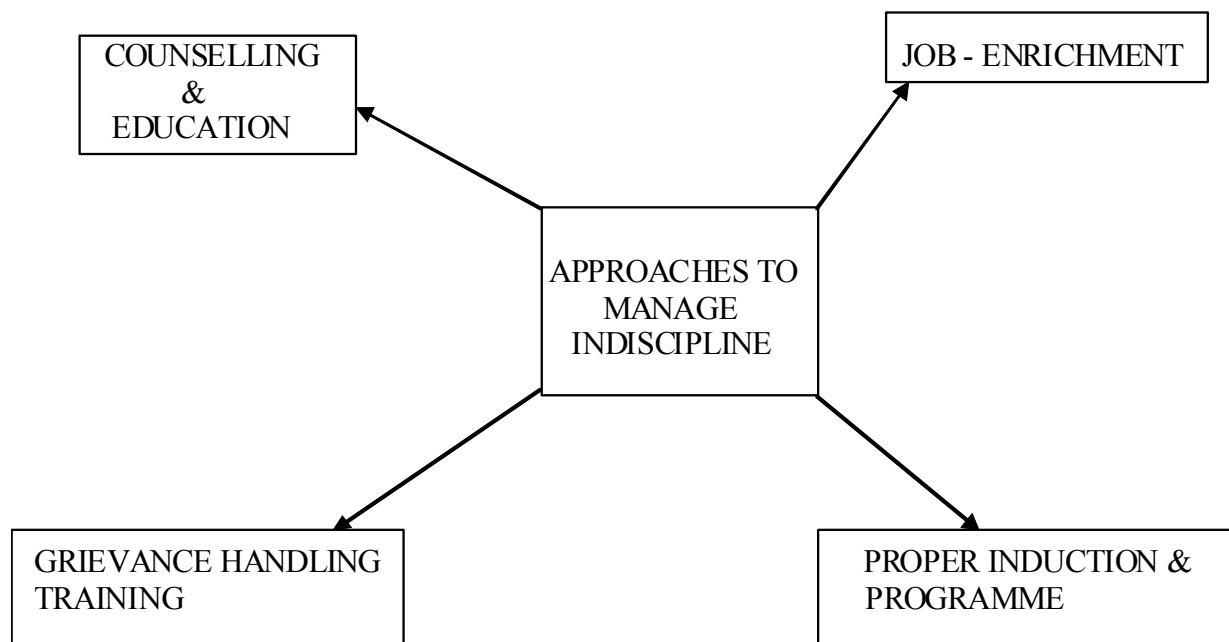 COUNSELLING
&
EDUCATION
JOB - ENRICHMENT
APPROACHES TO
MANAGE
INDISCIPLINE
GRIEVANCE HANDLING
TRAINING
PROPER INDUCTION &
PROGRAMME